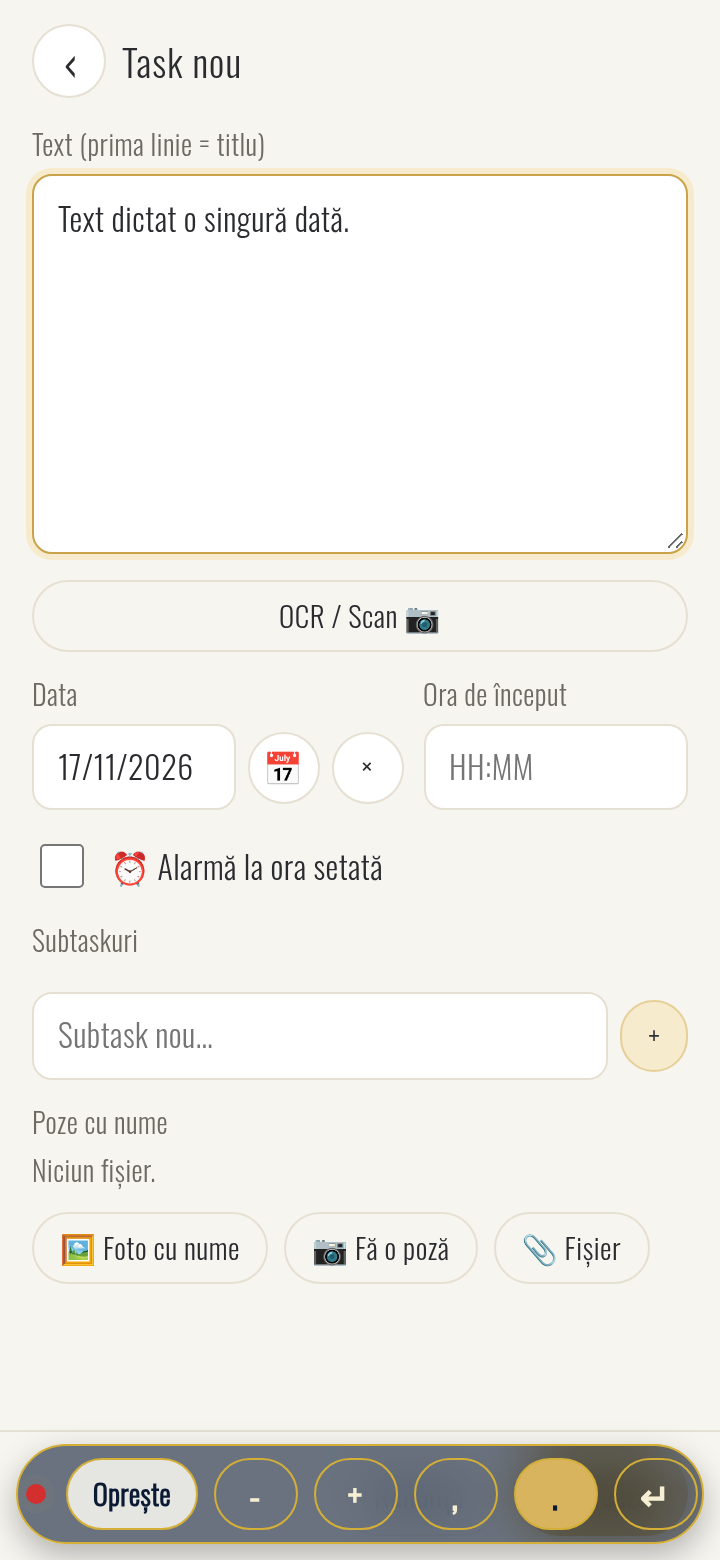 ‹ Task nou
Text (prima linie = titlu)
Text dictat o singură dată.
OCR / Scan 📷
Data
Ora de început
17/11/2026
📅
×
HH:MM
⏰ Alarmă la ora setată
Subtaskuri
Subtask nou...
+
Poze cu nume
Niciun fișier.
🖼️ Foto cu nume
📷 Fă o poză
📎 Fișier
Oprește
-
+
,
.
↵